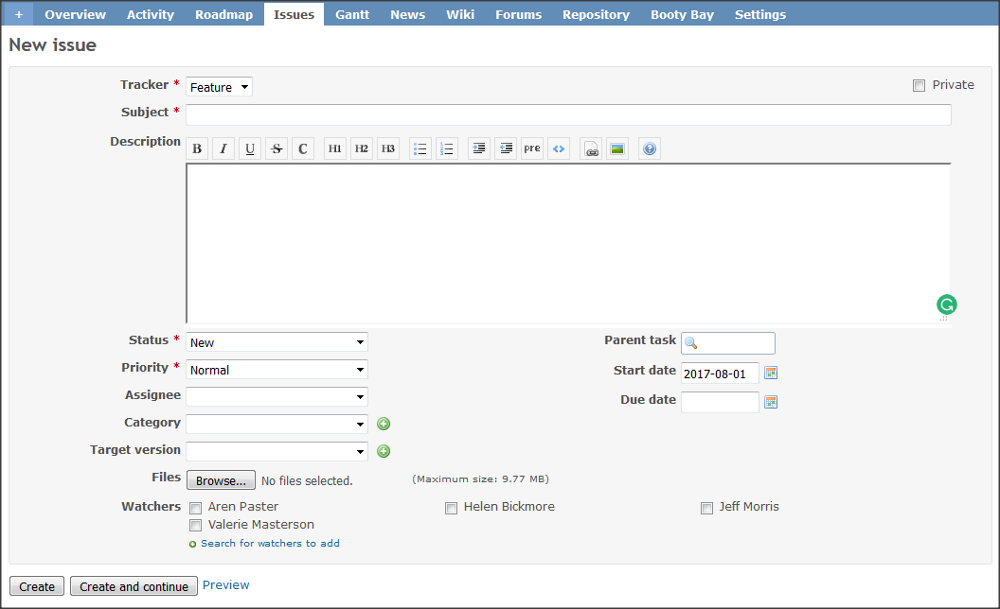 + Overview Activity Roadmap Issues Gantt News Wiki Forums Repository Booty Bay Settings
New issue
Tracker * Feature Private
Subject *
Description B I U S C H1 H2 H3 pre <> ?
G
Status * New Parent task
Priority * Normal Start date 2017-08-01
Assignee Due date
Category
Target version
Files Browse... No files selected. (Maximum size: 9.77 MB)
Watchers Aren Paster Helen Bickmore Jeff Morris
Valerie Masterson
Search for watchers to add
Create Create and continue Preview